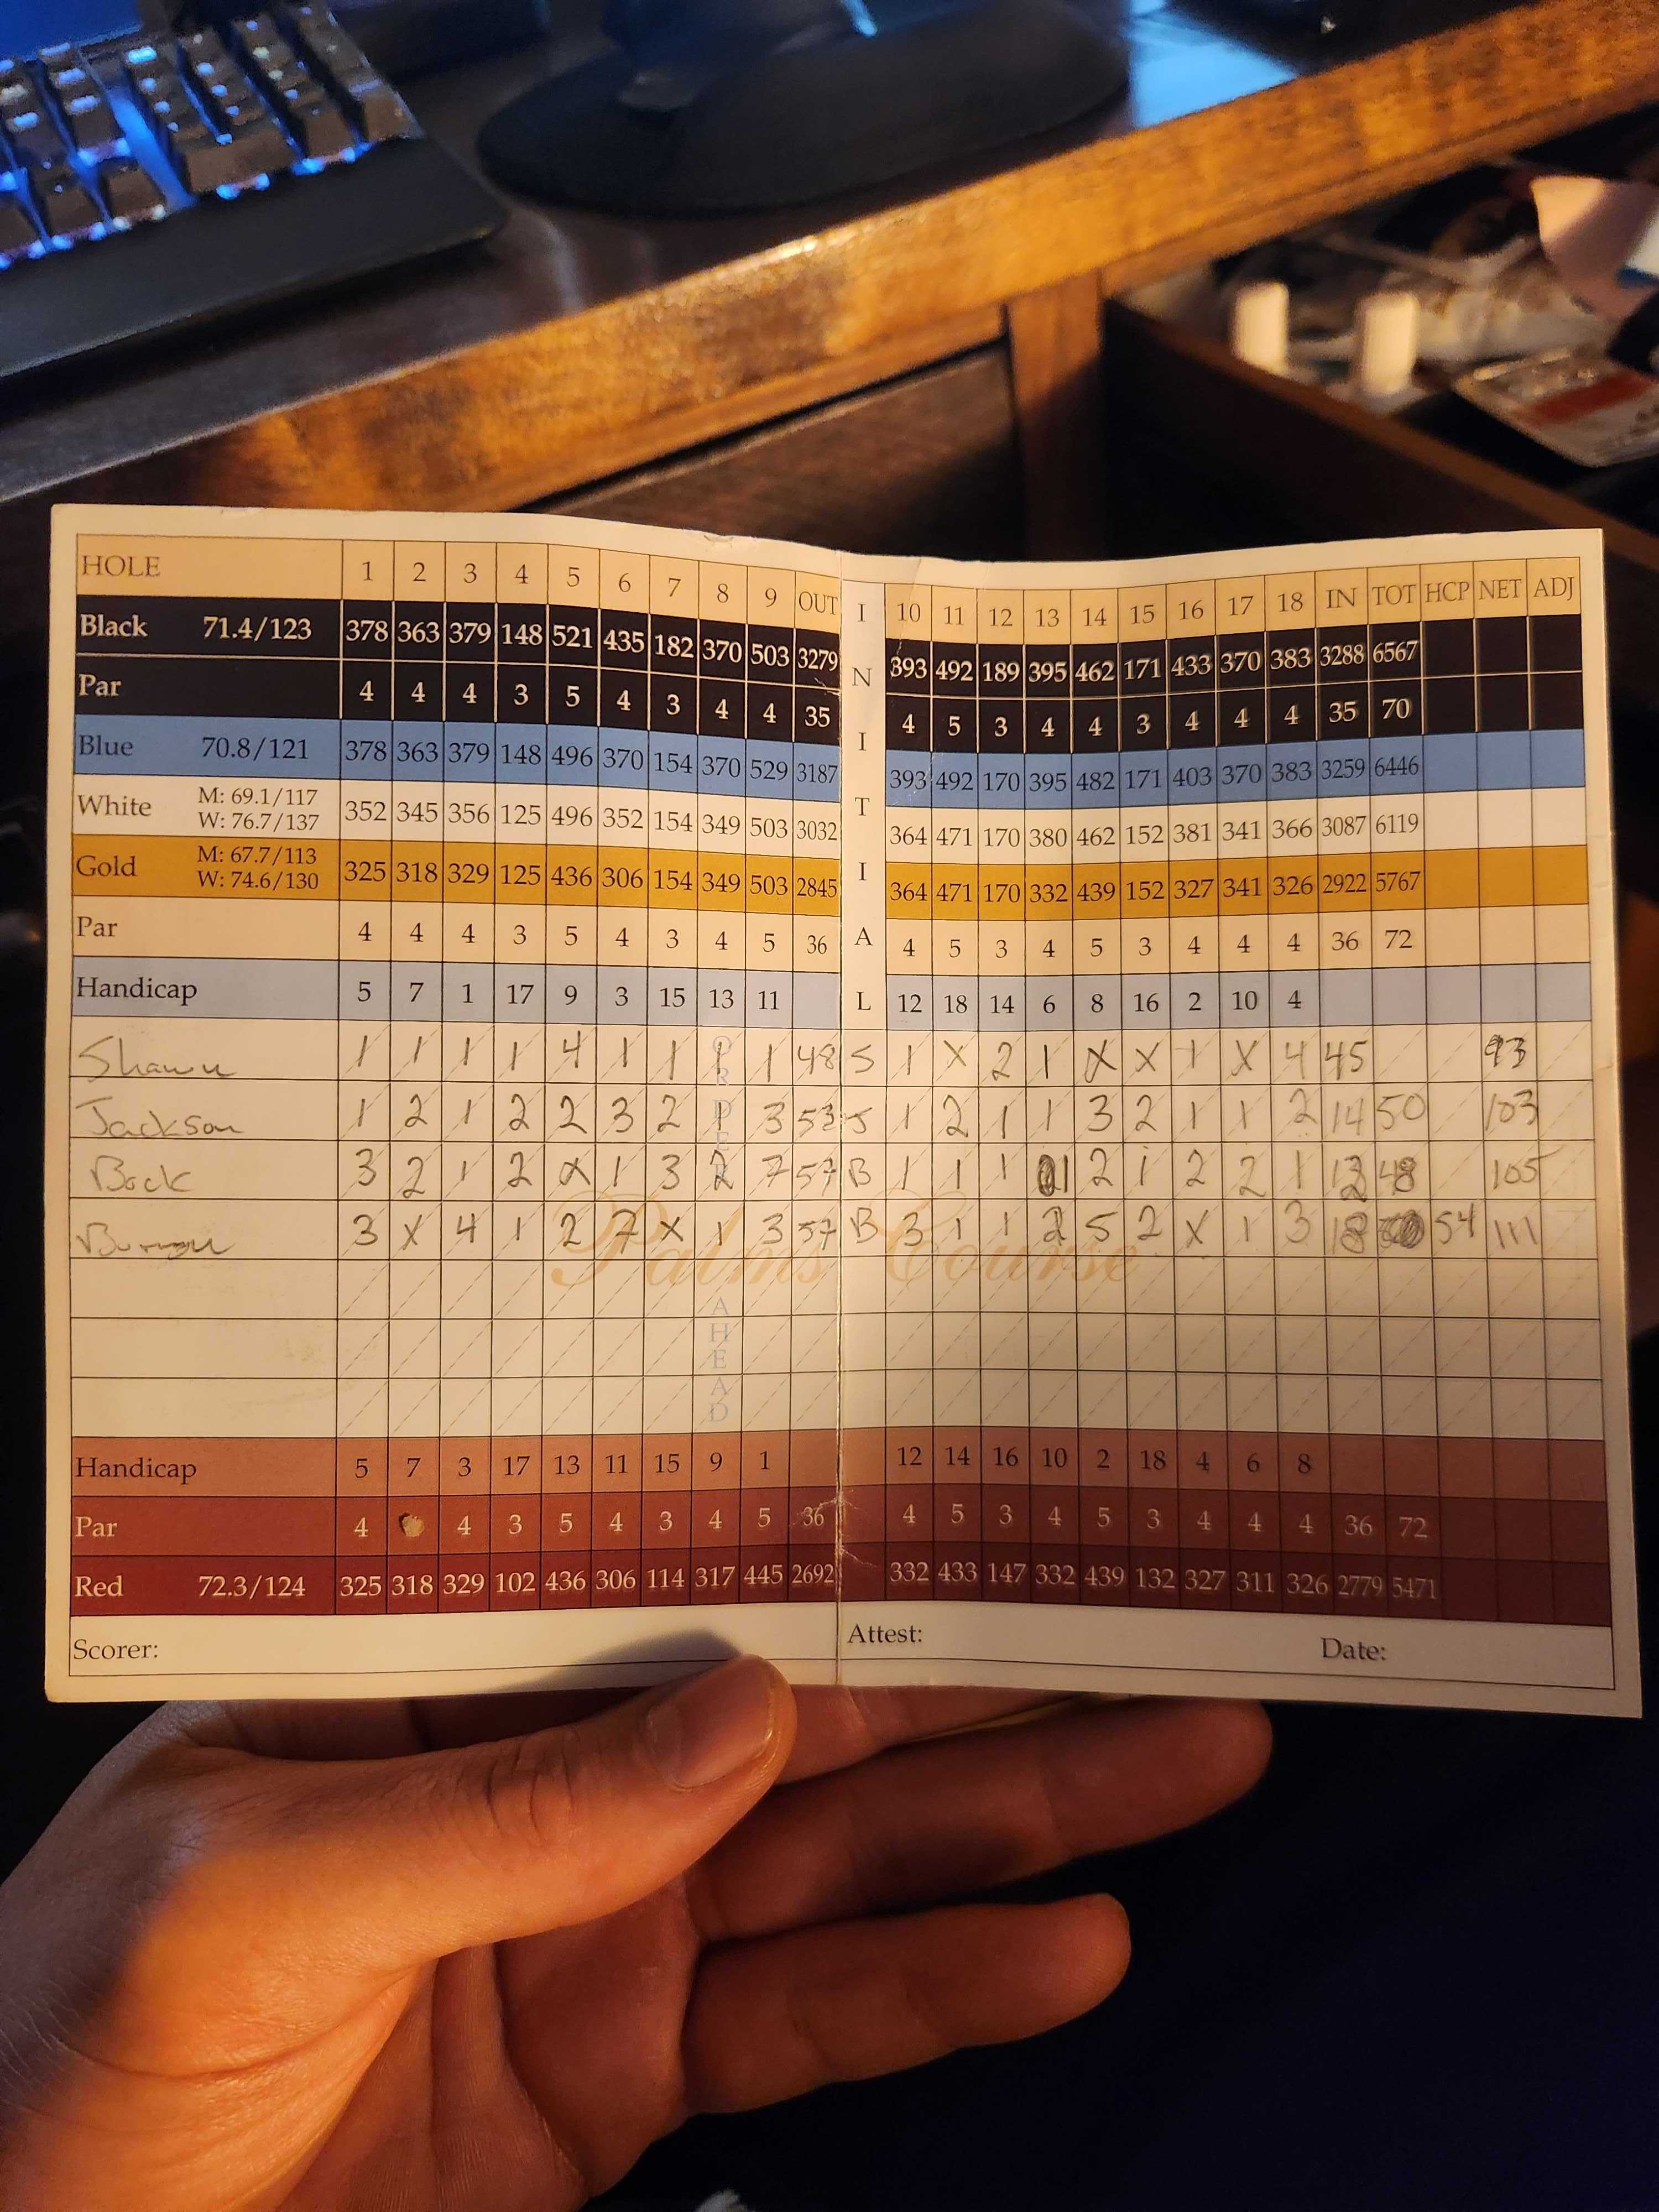 HOLE 1 2 3 4 5 6 7 8 9 OUT INITIAL 10 11 12 13 14 15 16 17 18 IN TOT HCP NET ADJ
Black 71.4/123 378 363 379 148 521 435 182 370 503 3279 393 492 189 395 462 171 433 370 383 3288 6567
Par 4 4 4 3 5 4 3 4 4 35 4 5 3 4 4 3 4 4 4 35 70
Blue 70.8/121 378 363 379 148 496 370 154 370 529 3187 393 492 170 395 482 171 403 370 383 3259 6446
White M: 69.1/117 W: 76.7/137 352 345 356 125 496 352 154 349 503 3032 364 471 170 380 462 152 381 341 366 3087 6119
Gold M: 67.7/113 W: 74.6/130 325 318 329 125 436 306 154 349 503 2845 364 471 170 332 439 152 327 341 326 2922 5767
Par 4 4 4 3 5 4 3 4 5 36 4 5 3 4 5 3 4 4 4 36 72
Handicap 5 7 1 17 9 3 15 13 11 12 18 14 6 8 16 2 10 4
Shawn 1 1 1 1 4 1 1 1 1 48 S 1 X 2 1 X X 1 X 4 45 93
Jackson 1 2 1 2 2 3 2 1 3 53 J 1 2 1 1 3 2 1 1 2 14 50 103
Bock 3 2 1 2 X 1 3 2 7 57 B 1 1 1 1 2 1 2 2 1 13 48 105
3 X 4 1 2 7 X 1 3 57 B 3 1 1 2 5 2 X 1 3 18 54 111
Palms Course
ORDER AHEAD
Handicap 5 7 3 17 13 11 15 9 1 12 14 16 10 2 18 4 6 8
Par 4 4 3 5 4 3 4 5 36 4 5 3 4 5 3 4 4 4 36 72
Red 72.3/124 325 318 329 102 436 306 114 317 445 2692 332 433 147 332 439 132 327 311 326 2779 5471
Scorer: Attest: Date: